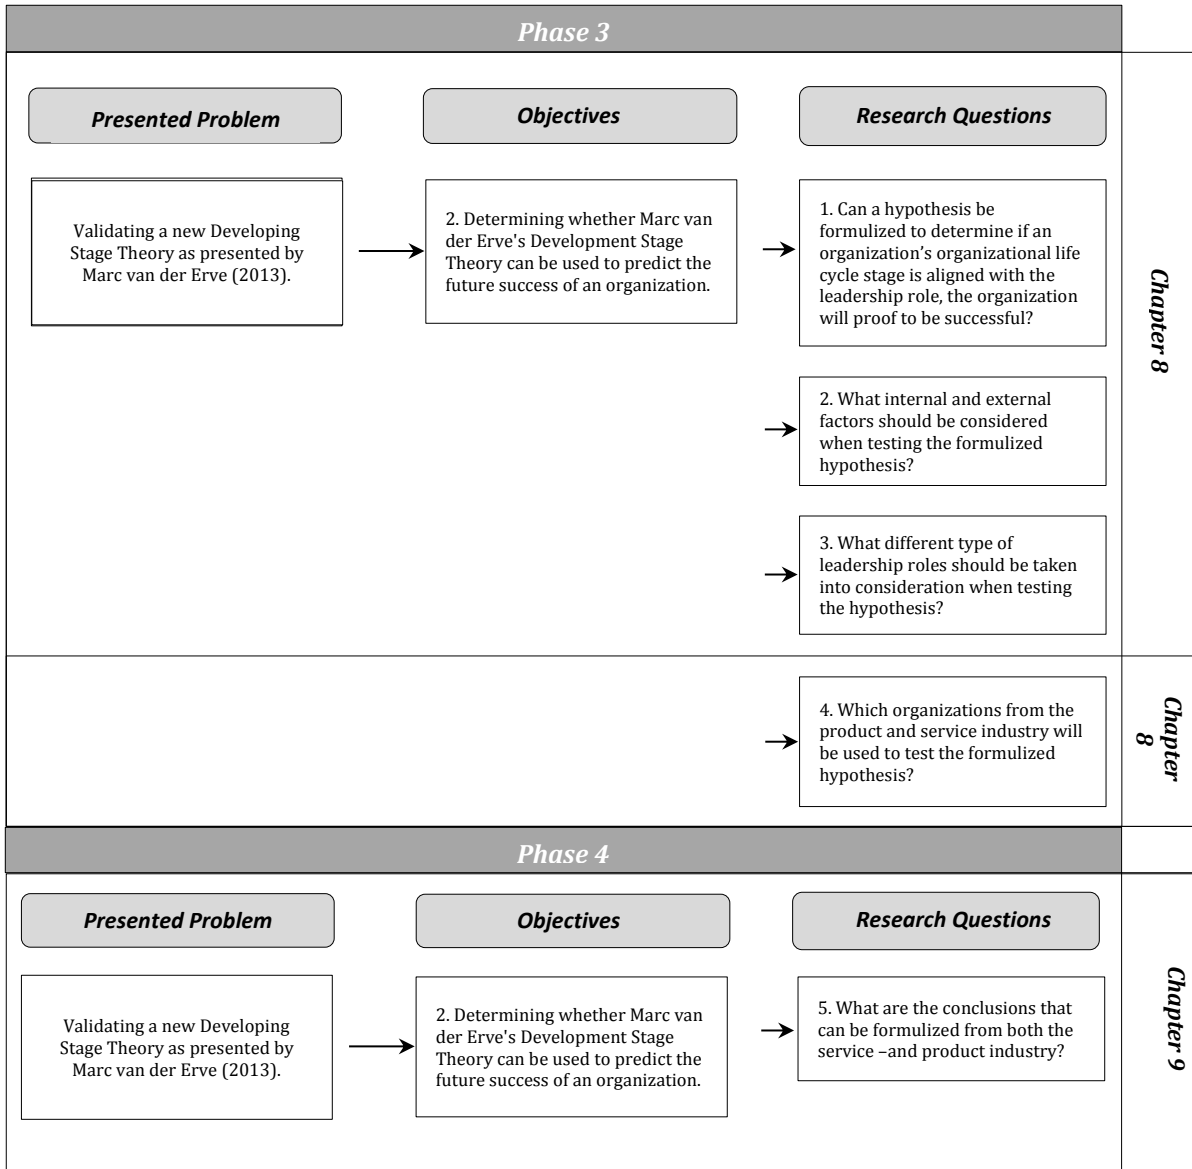 Phase 3
Presented Problem
Objectives
Research Questions
Validating a new Developing
Stage Theory as presented by
Marc van der Erve (2013).
2. Determining whether Marc van
der Erve's Development Stage
Theory can be used to predict the
future success of an organization.
1. Can a hypothesis be
formulized to determine if an
organization’s organizational life
cycle stage is aligned with the
leadership role, the organization
will proof to be successful?
2. What internal and external
factors should be considered
when testing the formulized
hypothesis?
3. What different type of
leadership roles should be taken
into consideration when testing
the hypothesis?
Chapter 8
4. Which organizations from the
product and service industry will
be used to test the formulized
hypothesis?
Chapter
8
Phase 4
Presented Problem
Objectives
Research Questions
Validating a new Developing
Stage Theory as presented by
Marc van der Erve (2013).
2. Determining whether Marc van
der Erve's Development Stage
Theory can be used to predict the
future success of an organization.
5. What are the conclusions that
can be formulized from both the
service –and product industry?
Chapter 9